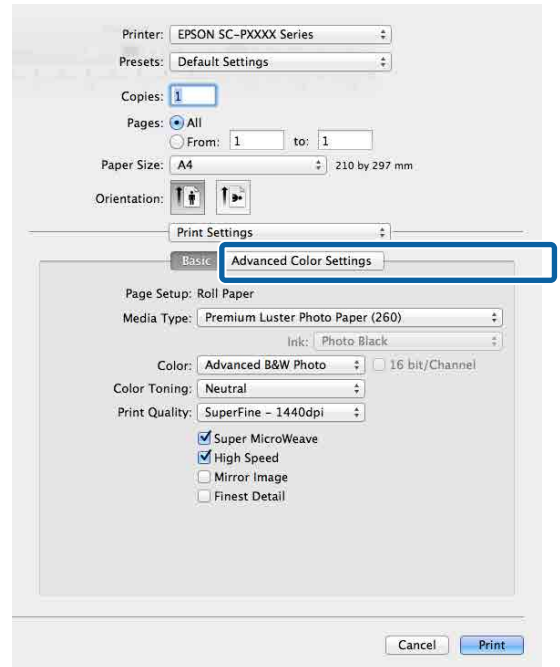 Printer: EPSON SC-PXXXX Series
Presets: Default Settings
Copies: 1
Pages: All
From: 1 to: 1
Paper Size: A4 210 by 297 mm
Orientation:
Print Settings
Basic Advanced Color Settings
Page Setup: Roll Paper
Media Type: Premium Luster Photo Paper (260)
Ink: Photo Black
Color: Advanced B&W Photo 16 bit/Channel
Color Toning: Neutral
Print Quality: SuperFine - 1440dpi
Super MicroWeave
High Speed
Mirror Image
Finest Detail
Cancel Print